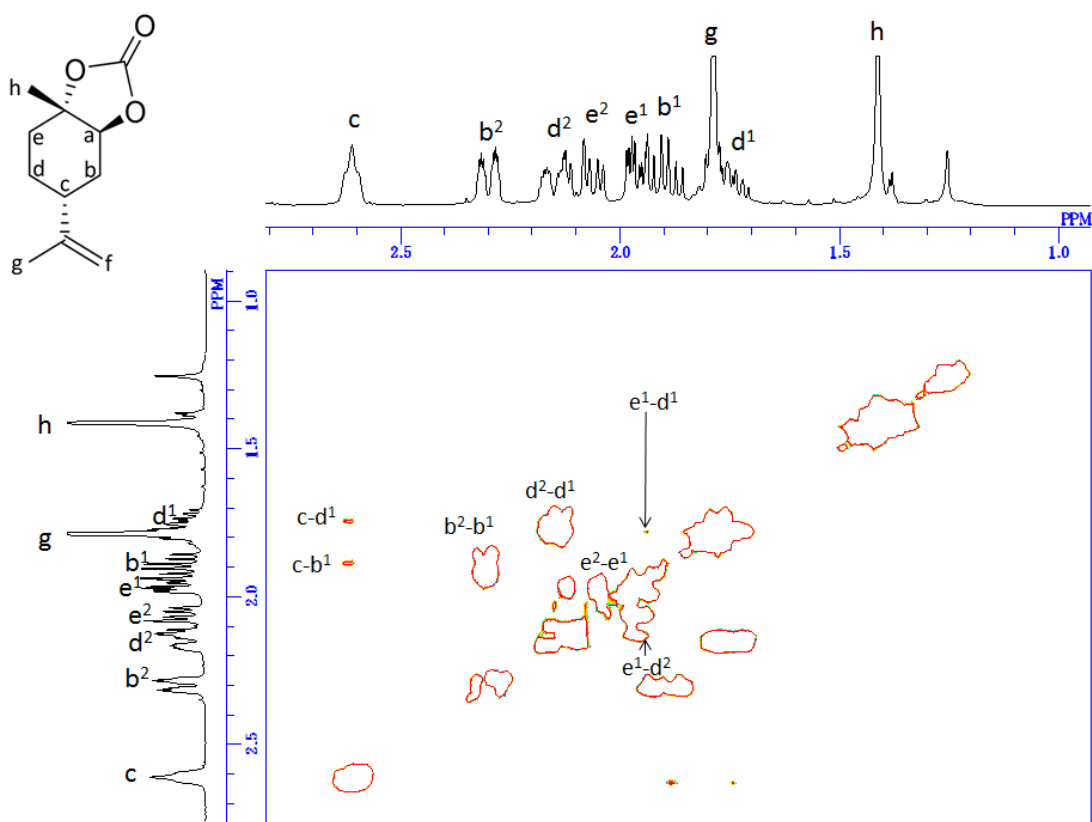 O
O
O
h
a
e
b
d
c
g
f
c
b²
d²
e²
e¹
b¹
g
d¹
h
PPM
2.5
2.0
1.5
1.0
PPM
1.0
1.5
2.0
2.5
h
d¹
g
b¹
e¹
e²
d²
b²
c
e¹-d¹
d²-d¹
c-d¹
b²-b¹
c-b¹
e²-e¹
e¹-d²